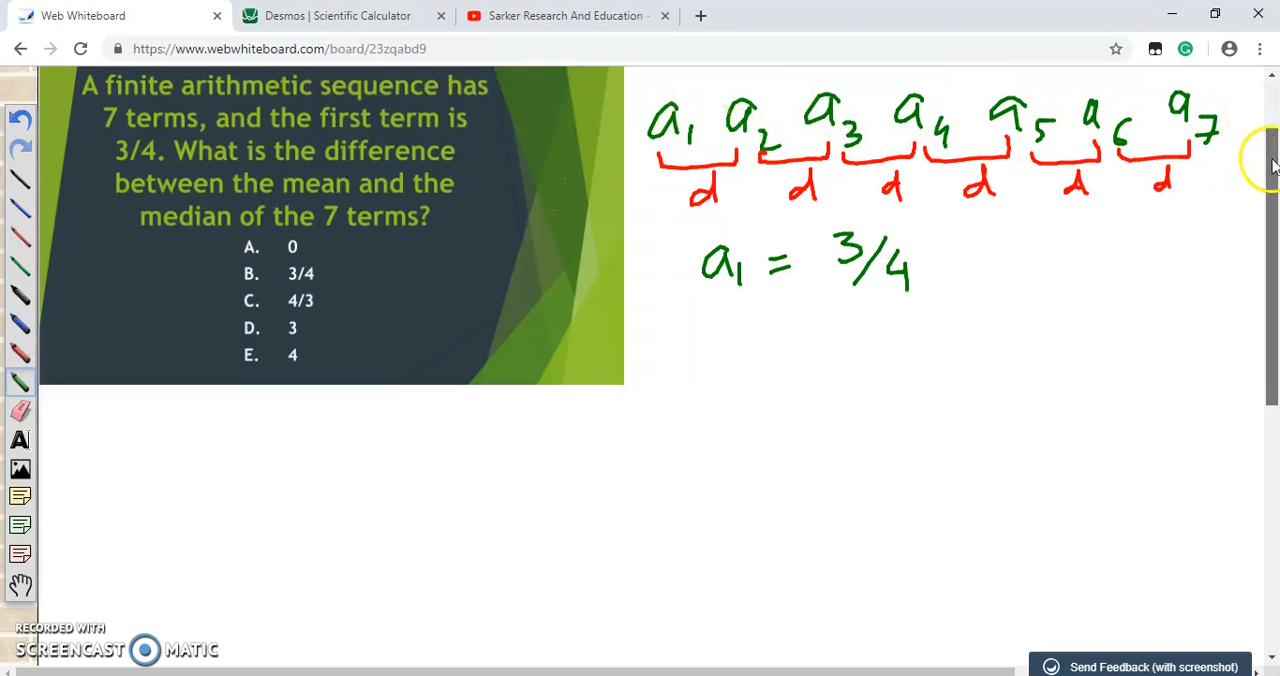 Web Whiteboard
Desmos | Scientific Calculator
Sarker Research And Education -
https://www.webwhiteboard.com/board/23zqabd9
A finite arithmetic sequence has
7 terms, and the first term is
3/4. What is the difference
between the mean and the
median of the 7 terms?
A. 0
B. 3/4
C. 4/3
D. 3
E. 4
a1 a2 a3 a4 a5 a6 a7
d d d d d d
a1 = 3/4
A
RECORDED WITH
SCREENCAST MATIC
Send Feedback (with screenshot)